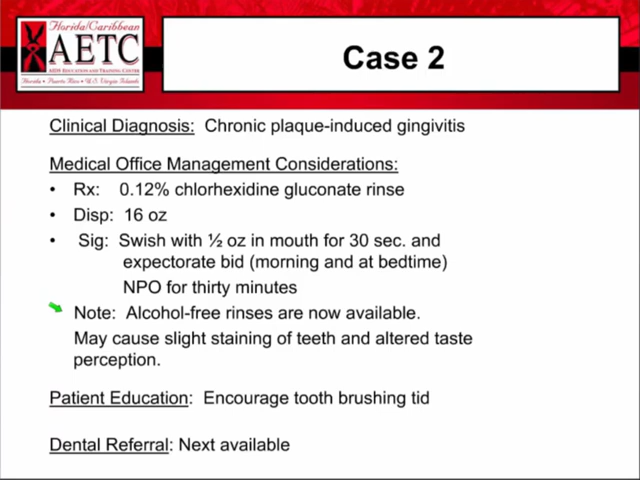 Florida/Caribbean
AETC
AIDS EDUCATION AND TRAINING CENTER
Florida • Puerto Rico • U.S. Virgin Islands
Case 2
Clinical Diagnosis: Chronic plaque-induced gingivitis
Medical Office Management Considerations:
• Rx: 0.12% chlorhexidine gluconate rinse
• Disp: 16 oz
• Sig: Swish with ½ oz in mouth for 30 sec. and
expectorate bid (morning and at bedtime)
NPO for thirty minutes
Note: Alcohol-free rinses are now available.
May cause slight staining of teeth and altered taste
perception.
Patient Education: Encourage tooth brushing tid
Dental Referral: Next available